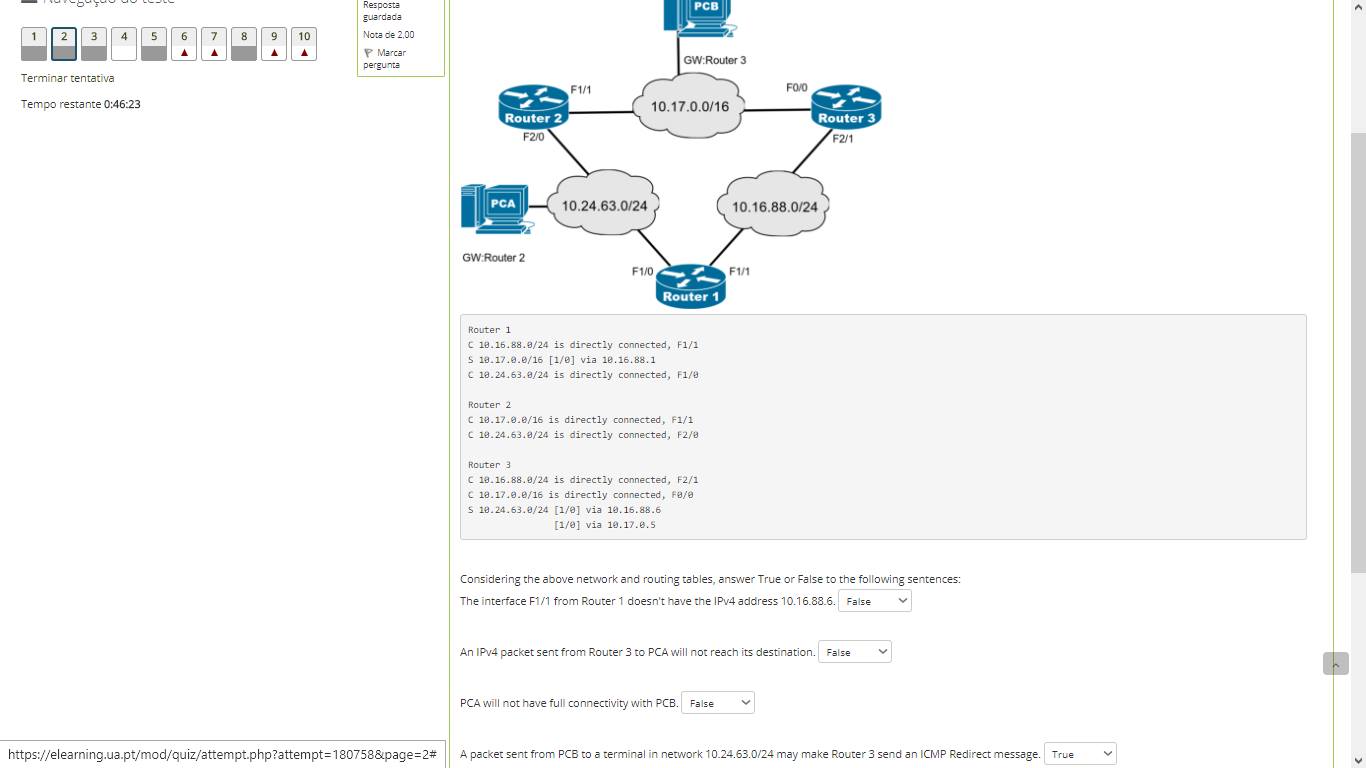 Navegação do teste
1 2 3 4 5 6 7 8 9 10
Terminar tentativa
Tempo restante 0:46:23
Resposta
guardada
Nota de 2,00
Marcar
pergunta
PCB
GW:Router 3
F1/1
10.17.0.0/16
F0/0
Router 2
Router 3
F2/0
F2/1
PCA
10.24.63.0/24
10.16.88.0/24
GW:Router 2
F1/0
F1/1
Router 1
Router 1
C 10.16.88.0/24 is directly connected, F1/1
S 10.17.0.0/16 [1/0] via 10.16.88.1
C 10.24.63.0/24 is directly connected, F1/0
Router 2
C 10.17.0.0/16 is directly connected, F1/1
C 10.24.63.0/24 is directly connected, F2/0
Router 3
C 10.16.88.0/24 is directly connected, F2/1
C 10.17.0.0/16 is directly connected, F0/0
S 10.24.63.0/24 [1/0] via 10.16.88.6
[1/0] via 10.17.0.5
Considering the above network and routing tables, answer True or False to the following sentences:
The interface F1/1 from Router 1 doesn't have the IPv4 address 10.16.88.6. False
An IPv4 packet sent from Router 3 to PCA will not reach its destination. False
PCA will not have full connectivity with PCB. False
A packet sent from PCB to a terminal in network 10.24.63.0/24 may make Router 3 send an ICMP Redirect message. True
https://elearning.ua.pt/mod/quiz/attempt.php?attempt=180758&page=2#